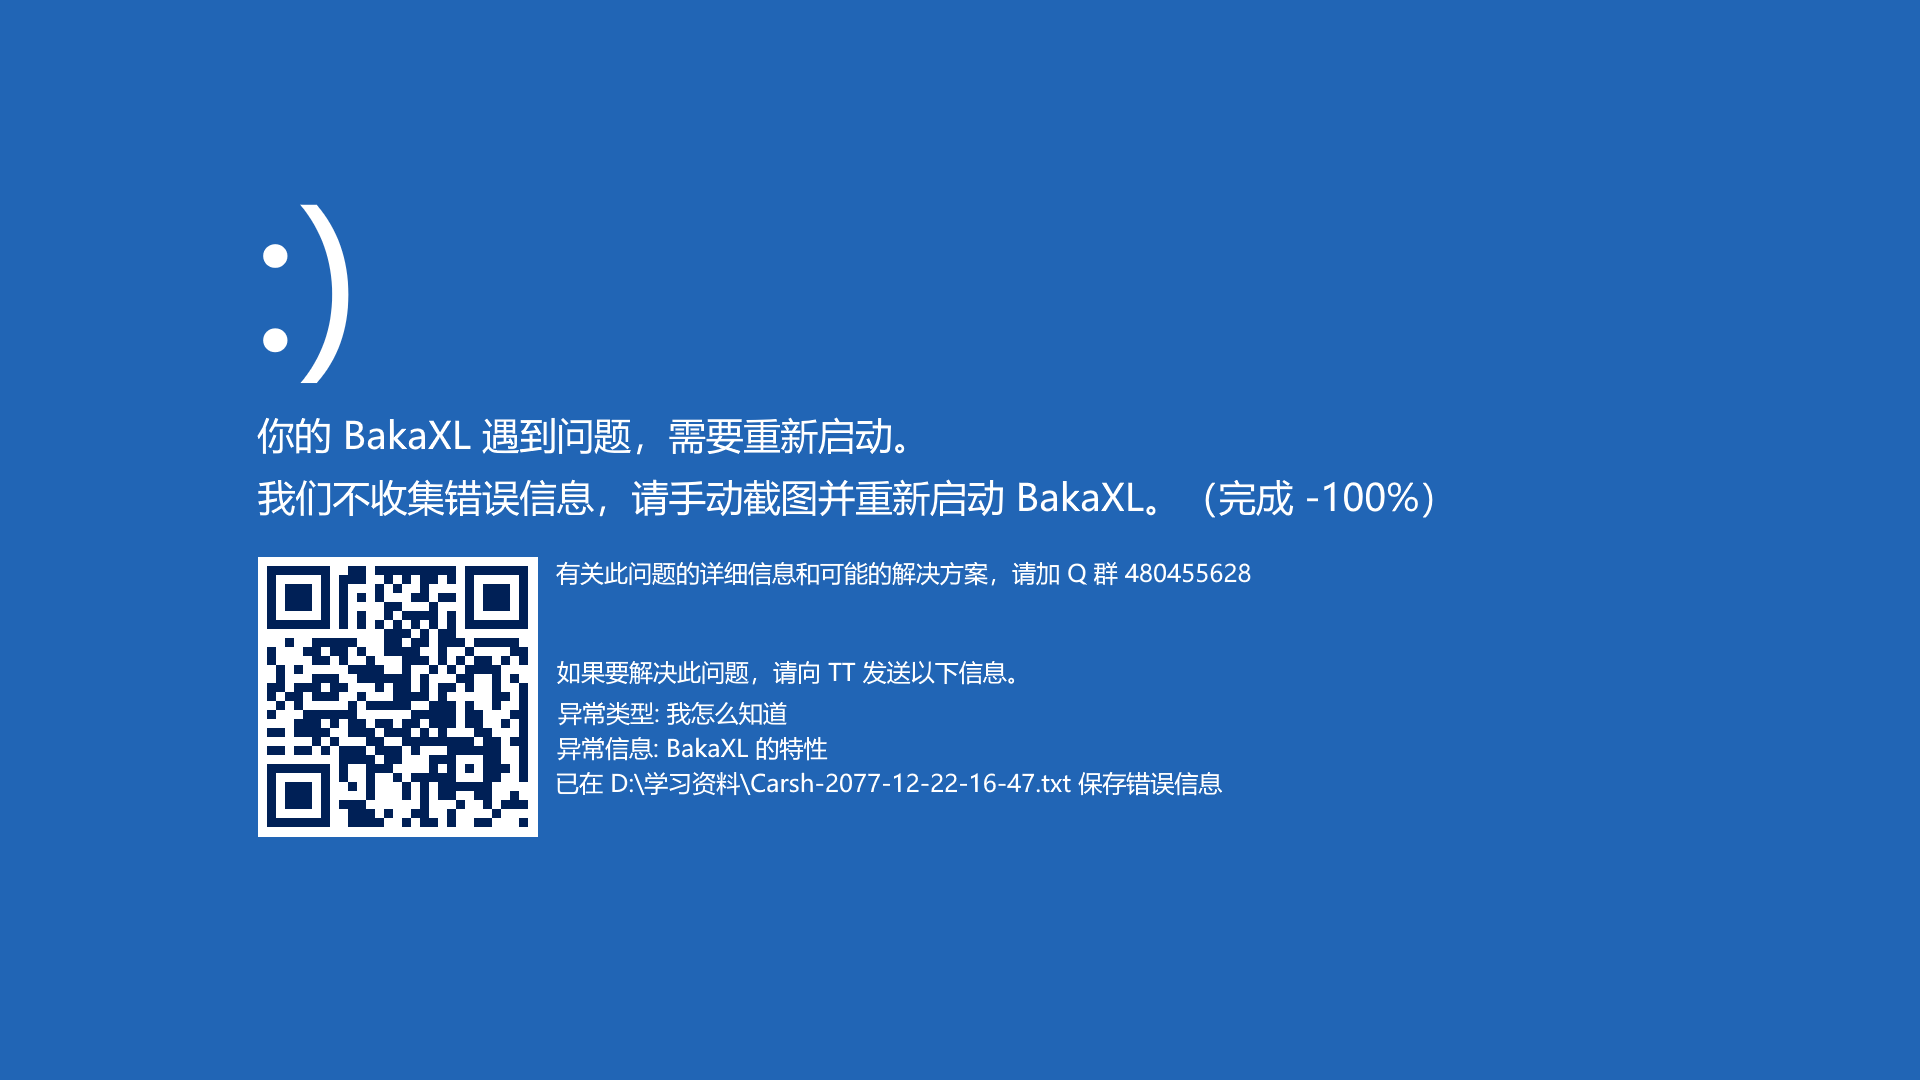 :)
你的 BakaXL 遇到问题，需要重新启动。
我们不收集错误信息，请手动截图并重新启动 BakaXL。（完成 -100%）
有关此问题的详细信息和可能的解决方案，请加 Q 群 480455628
如果要解决此问题，请向 TT 发送以下信息。
异常类型: 我怎么知道
异常信息: BakaXL 的特性
已在 D:\学习资料\Carsh-2077-12-22-16-47.txt 保存错误信息